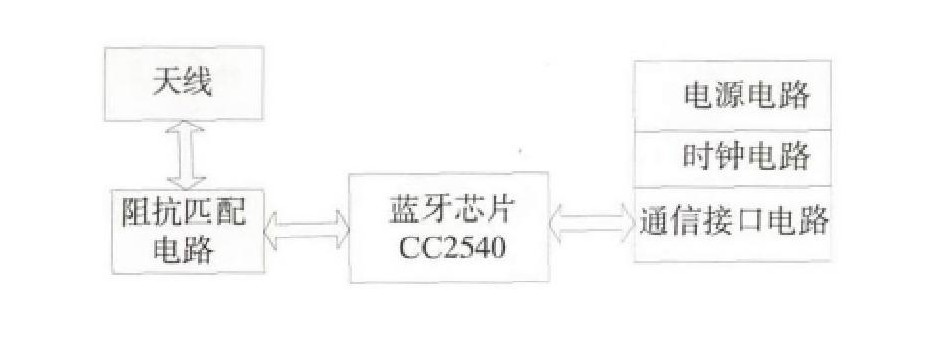 天线
电源电路
时钟电路
阻抗匹配
电路
蓝牙芯片
CC2540
通信接口电路